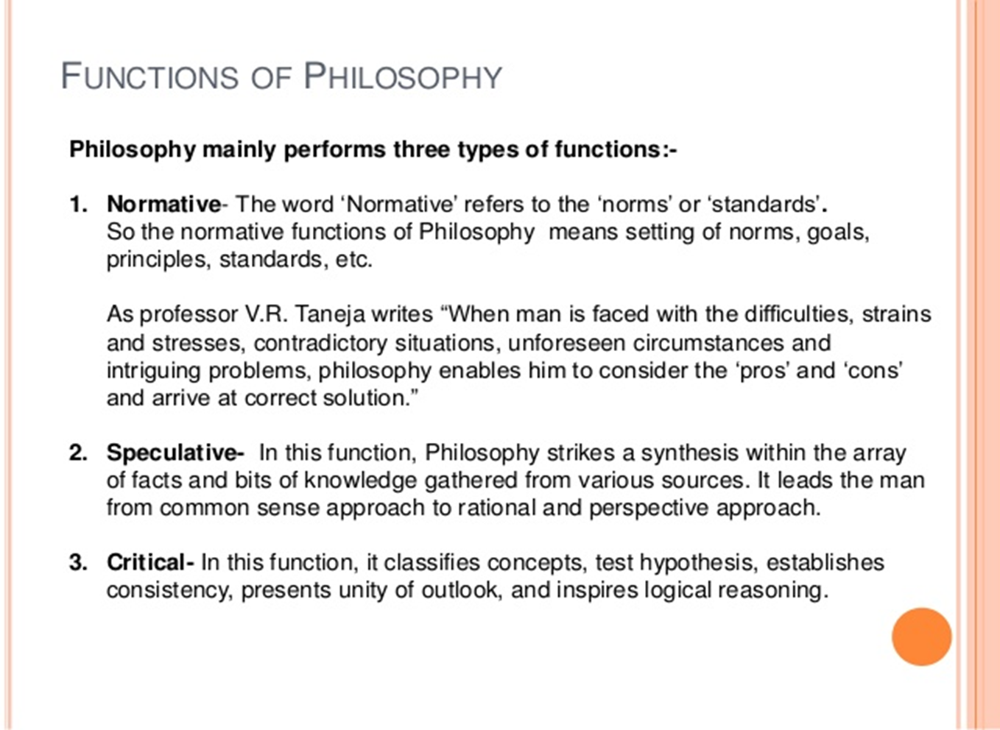 FUNCTIONS OF PHILOSOPHY
Philosophy mainly performs three types of functions:-
1. Normative- The word ‘Normative’ refers to the ‘norms’ or ‘standards’.
So the normative functions of Philosophy means setting of norms, goals,
principles, standards, etc.
As professor V.R. Taneja writes “When man is faced with the difficulties, strains
and stresses, contradictory situations, unforeseen circumstances and
intriguing problems, philosophy enables him to consider the ‘pros’ and ‘cons’
and arrive at correct solution.”
2. Speculative- In this function, Philosophy strikes a synthesis within the array
of facts and bits of knowledge gathered from various sources. It leads the man
from common sense approach to rational and perspective approach.
3. Critical- In this function, it classifies concepts, test hypothesis, establishes
consistency, presents unity of outlook, and inspires logical reasoning.